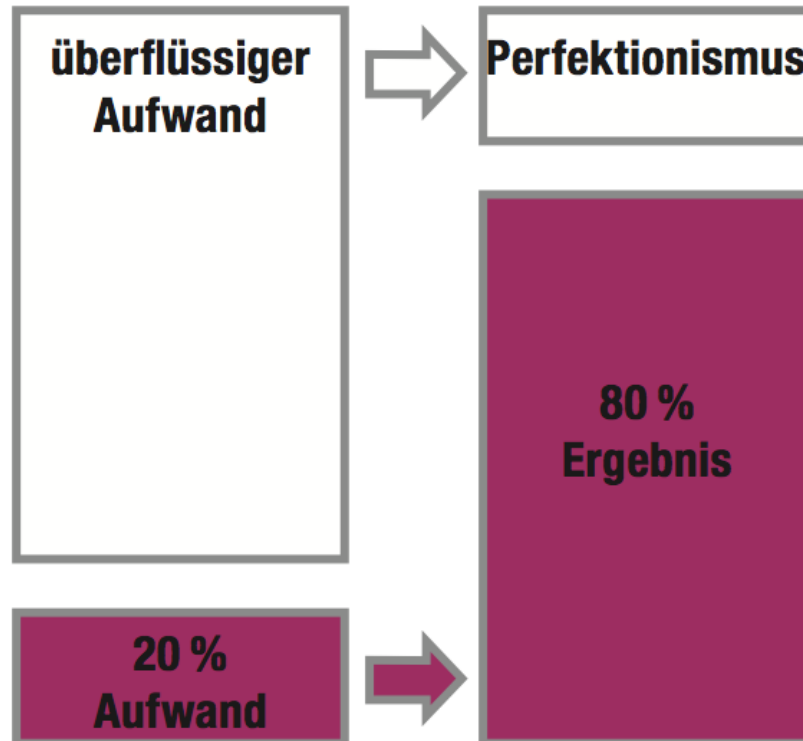 überflüssiger
Aufwand
Perfektionismus
80 %
Ergebnis
20 %
Aufwand